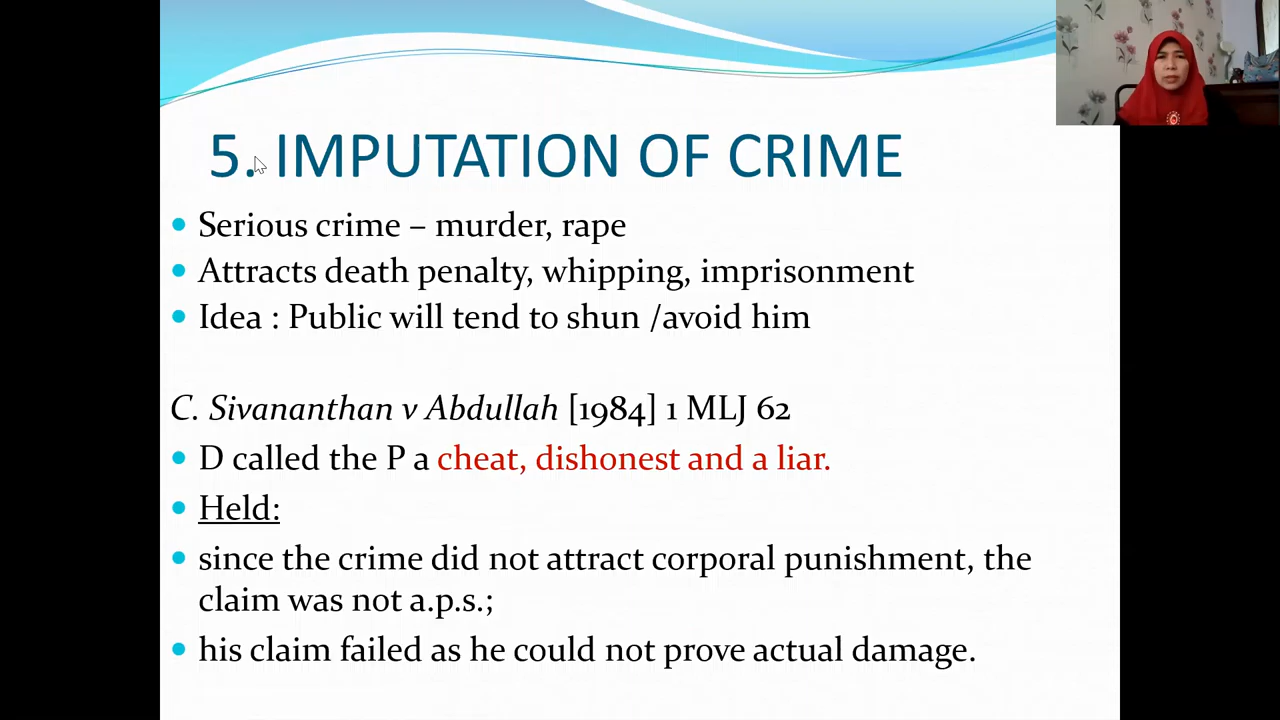 5. IMPUTATION OF CRIME
Serious crime – murder, rape
Attracts death penalty, whipping, imprisonment
Idea : Public will tend to shun /avoid him
C. Sivananthan v Abdullah [1984] 1 MLJ 62
D called the P a cheat, dishonest and a liar.
Held:
since the crime did not attract corporal punishment, the
claim was not a.p.s.;
his claim failed as he could not prove actual damage.